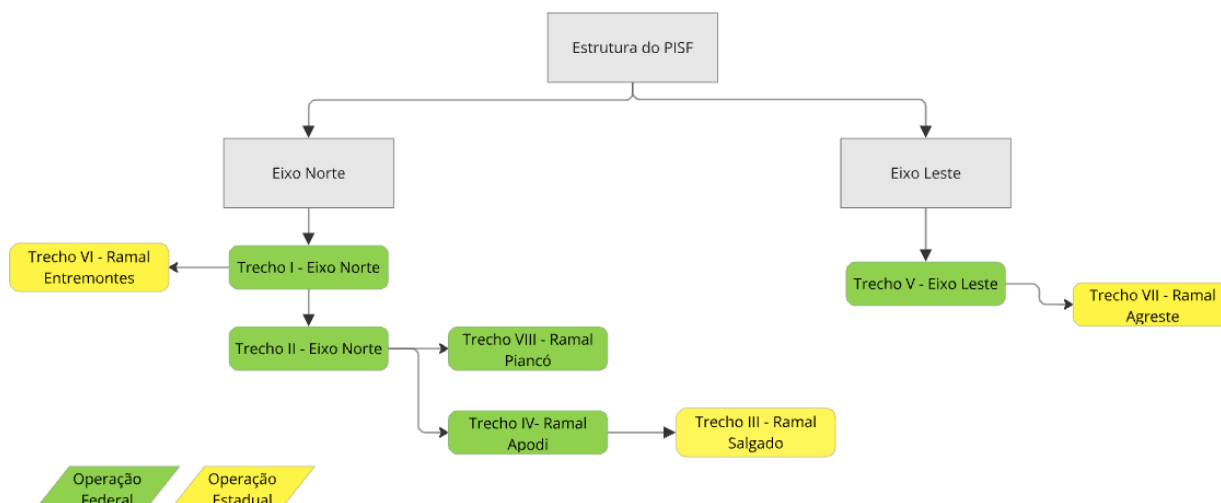 Estrutura do PISF
Eixo Norte
Eixo Leste
Trecho VI - Ramal
Entremontes
Trecho I - Eixo Norte
Trecho V - Eixo Leste
Trecho VII - Ramal
Agreste
Trecho II - Eixo Norte
Trecho VIII - Ramal
Piancó
Trecho IV- Ramal
Apodi
Trecho III - Ramal
Salgado
Operação
Federal
Operação
Estadual